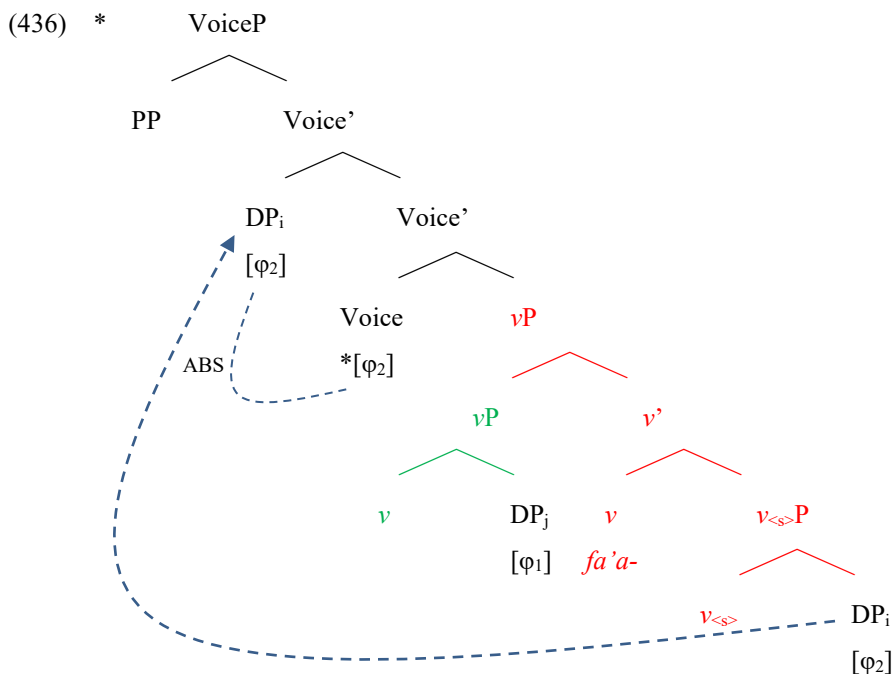 (436) * VoiceP
PP Voice’
DPi Voice’
[φ2]
Voice vP
ABS *[φ2]
vP v’
v DPj v v<s>P
[φ1] fa’a-
v<s> DPi
[φ2]